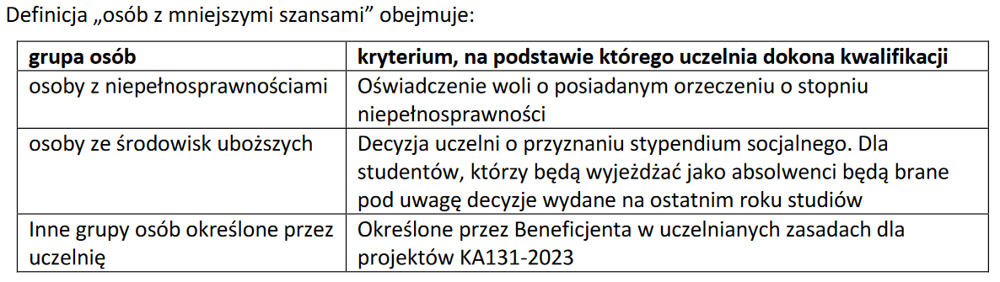 Definicja „osób z mniejszymi szansami” obejmuje:
grupa osób
kryterium, na podstawie którego uczelnia dokona kwalifikacji
osoby z niepełnosprawnościami
Oświadczenie woli o posiadanym orzeczeniu o stopniu
niepełnosprawności
osoby ze środowisk uboższych
Decyzja uczelni o przyznaniu stypendium socjalnego. Dla
studentów, którzy będą wyjeżdżać jako absolwenci będą brane
pod uwagę decyzje wydane na ostatnim roku studiów
Inne grupy osób określone przez
uczelnię
Określone przez Beneficjenta w uczelnianych zasadach dla
projektów KA131-2023